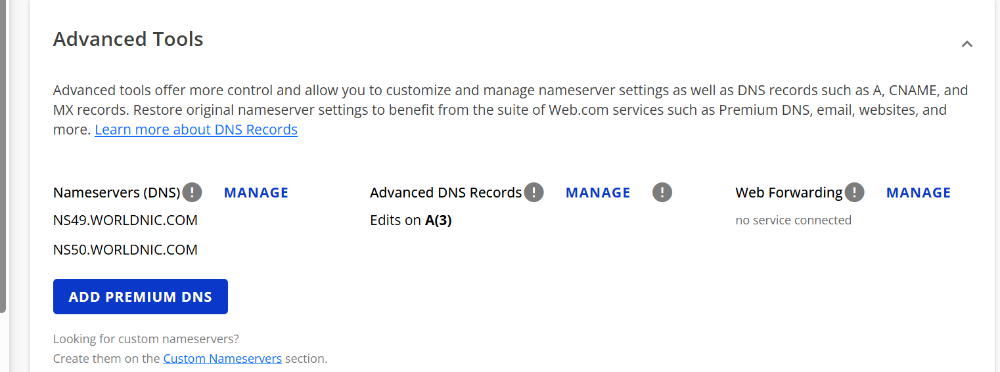 Advanced Tools
Advanced tools offer more control and allow you to customize and manage nameserver settings as well as DNS records such as A, CNAME, and
MX records. Restore original nameserver settings to benefit from the suite of Web.com services such as Premium DNS, email, websites, and
more. Learn more about DNS Records
Nameservers (DNS) ! MANAGE
NS49.WORLDNIC.COM
NS50.WORLDNIC.COM
ADD PREMIUM DNS
Looking for custom nameservers?
Create them on the Custom Nameservers section.
Advanced DNS Records ! MANAGE !
Edits on A(3)
Web Forwarding ! MANAGE
no service connected